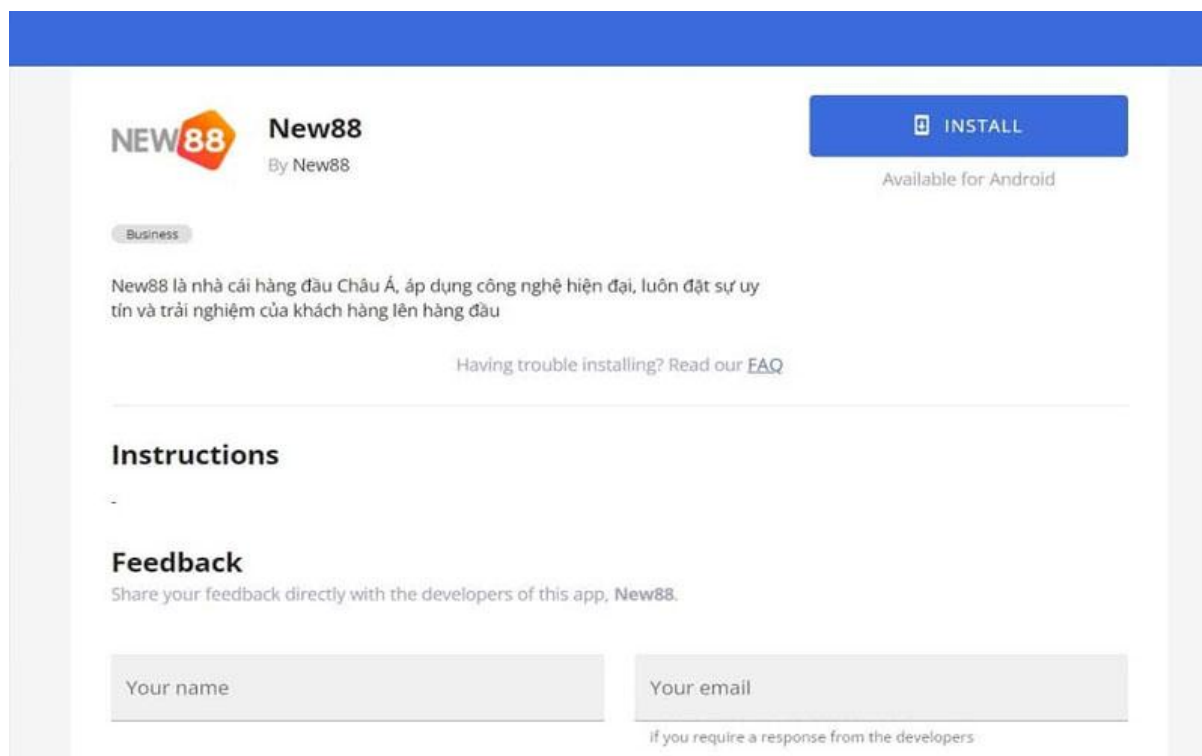 NEW88
New88
By New88
INSTALL
Available for Android
Business
New88 là nhà cái hàng đầu Châu Á, áp dụng công nghệ hiện đại, luôn đặt sự uy
tín và trải nghiệm của khách hàng lên hàng đầu
Having trouble installing? Read our FAQ
Instructions
-
Feedback
Share your feedback directly with the developers of this app, New88.
Your name
Your email
if you require a response from the developers